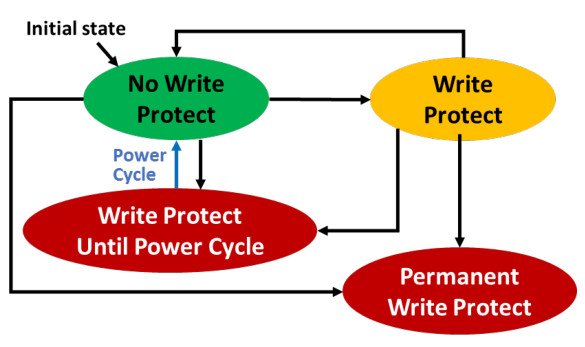 Initial state
No Write
Protect
Write
Protect
Power
Cycle
Write Protect
Until Power Cycle
Permanent
Write Protect